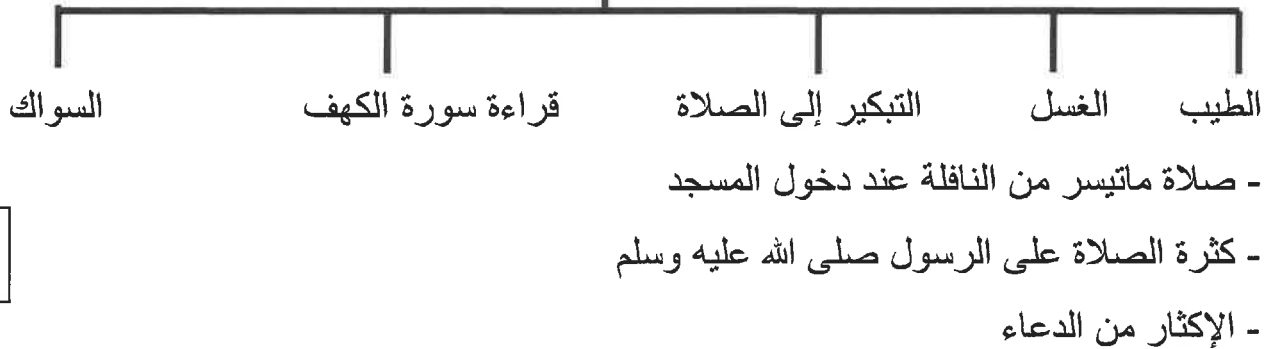 الطيب الغسل التبكير إلى الصلاة قراءة سورة الكهف السواك
- صلاة ماتيسر من النافلة عند دخول المسجد
- كثرة الصلاة على الرسول صلى الله عليه وسلم
- الإكثار من الدعاء